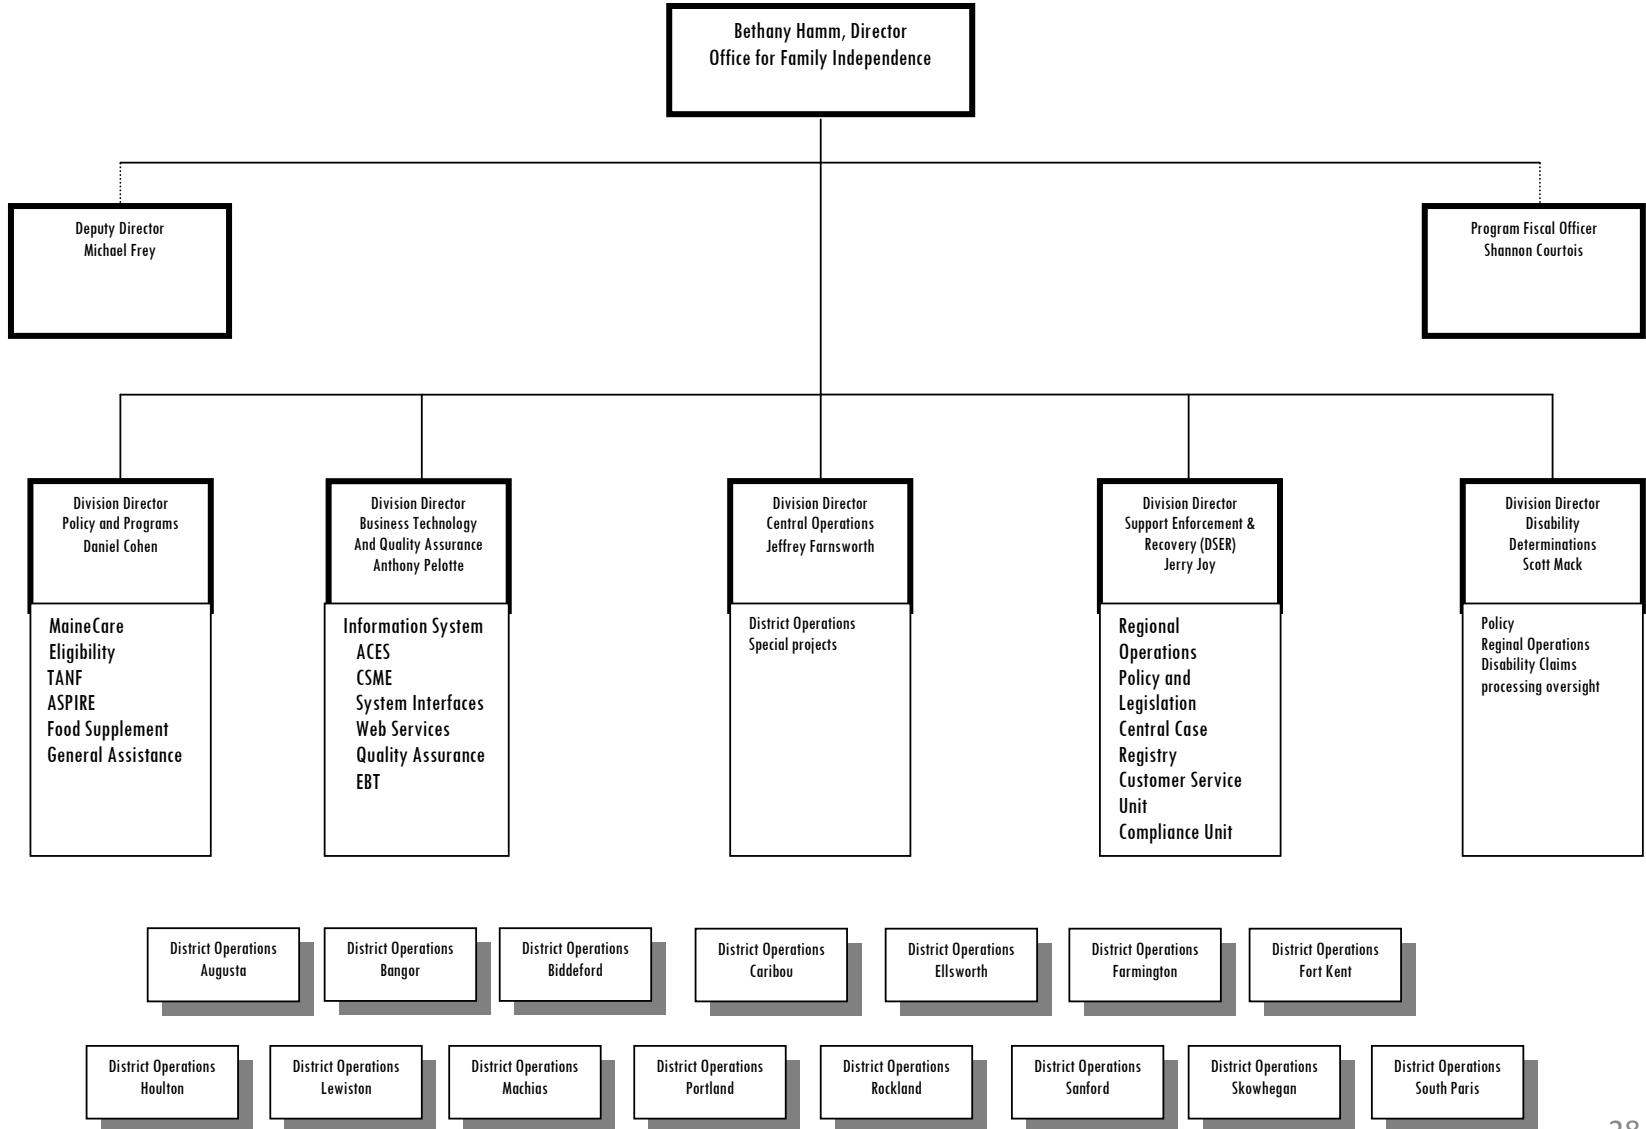 Bethany Hamm, Director
Office for Family Independence
Deputy Director
Michael Frey
Program Fiscal Officer
Shannon Courtois
Division Director
Policy and Programs
Daniel Cohen
MaineCare
Eligibility
TANF
ASPIRE
Food Supplement
General Assistance
Division Director
Business Technology
And Quality Assurance
Anthony Pelotte
Information System
ACES
CSME
System Interfaces
Web Services
Quality Assurance
EBT
Division Director
Central Operations
Jeffrey Farnsworth
District Operations
Special projects
Division Director
Support Enforcement &
Recovery (DSER)
Jerry Joy
Regional
Operations
Policy and
Legislation
Central Case
Registry
Customer Service
Unit
Compliance Unit
Division Director
Disability
Determinations
Scott Mack
Policy
Reginal Operations
Disability Claims
processing oversight
District Operations
Augusta
District Operations
Bangor
District Operations
Biddeford
District Operations
Caribou
District Operations
Ellsworth
District Operations
Farmington
District Operations
Fort Kent
District Operations
Houlton
District Operations
Lewiston
District Operations
Machias
District Operations
Portland
District Operations
Rockland
District Operations
Sanford
District Operations
Skowhegan
District Operations
South Paris